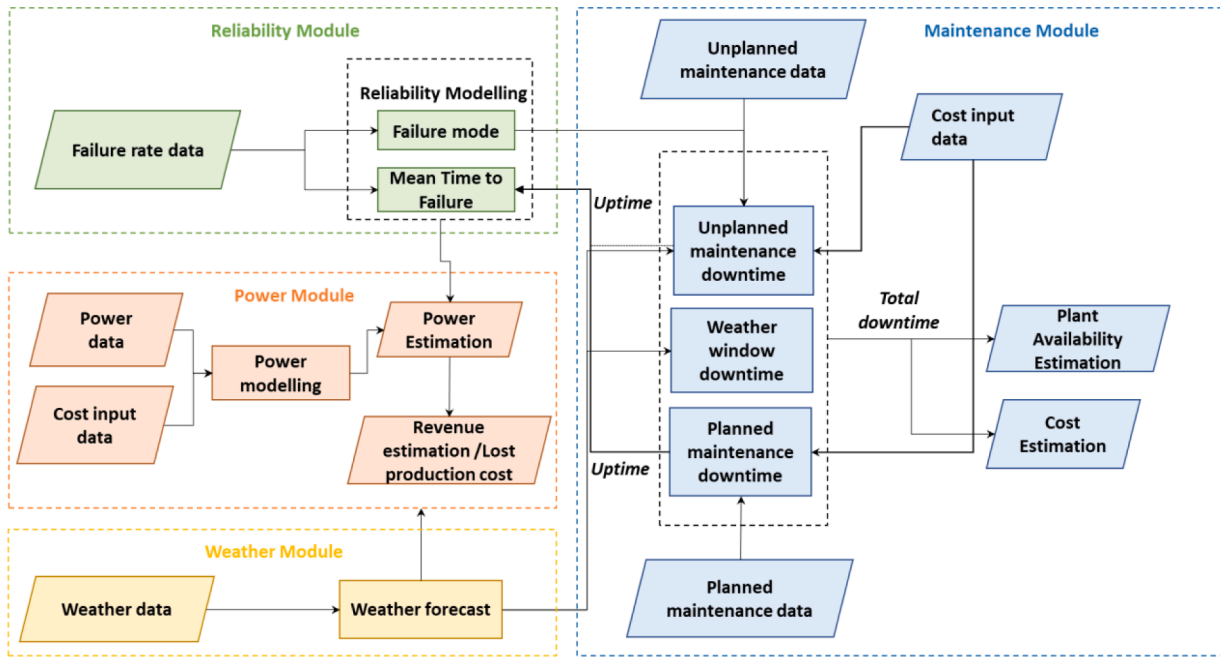 Reliability Module
Reliability Modelling
Failure rate data
Failure mode
Mean Time to
Failure
Power Module
Power
data
Cost input
data
Power
modelling
Power
Estimation
Revenue
estimation /Lost
production cost
Weather Module
Weather data
Weather forecast
Maintenance Module
Unplanned
maintenance data
Cost input
data
Uptime
Unplanned
maintenance
downtime
Weather
window
downtime
Uptime
Planned
maintenance
downtime
Total
downtime
Plant
Availability
Estimation
Cost
Estimation
Planned
maintenance data